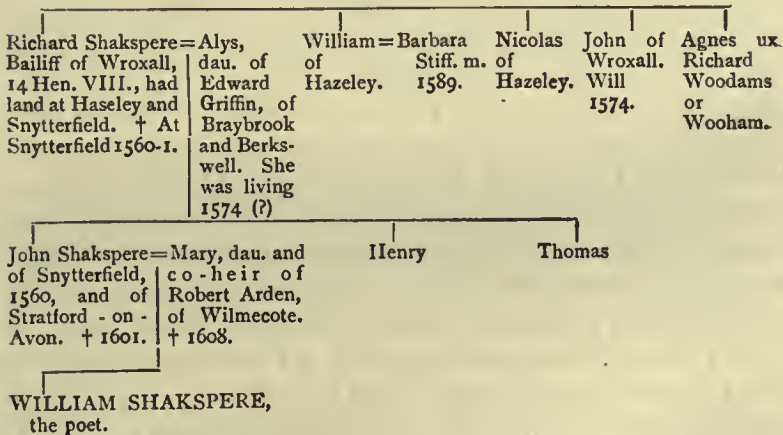 Richard Shakspere=
Bailiff of Wroxall,
14 Hen. VIII., had
land at Haseley and
Snytterfield. † At
Snytterfield 1560-1.
Alys,
dau. of
Edward
Griffin, of
Braybrook
and Berks-
well. She
was living
1574 (?)
William=
of
Hazeley.
Barbara
Stiff. m.
1589.
Nicolas
of
Hazeley.
John of
Wroxall.
Will
1574.
Agnes ux.
Richard
Woodams
or
Wooham.
John Shakspere=
of Snytterfield,
1560, and of
Stratford-on-
Avon. † 1601.
Mary, dau. and
co-heir of
Robert Arden,
of Wilmecote.
† 1608.
Henry
Thomas
WILLIAM SHAKSPERE,
the poet.